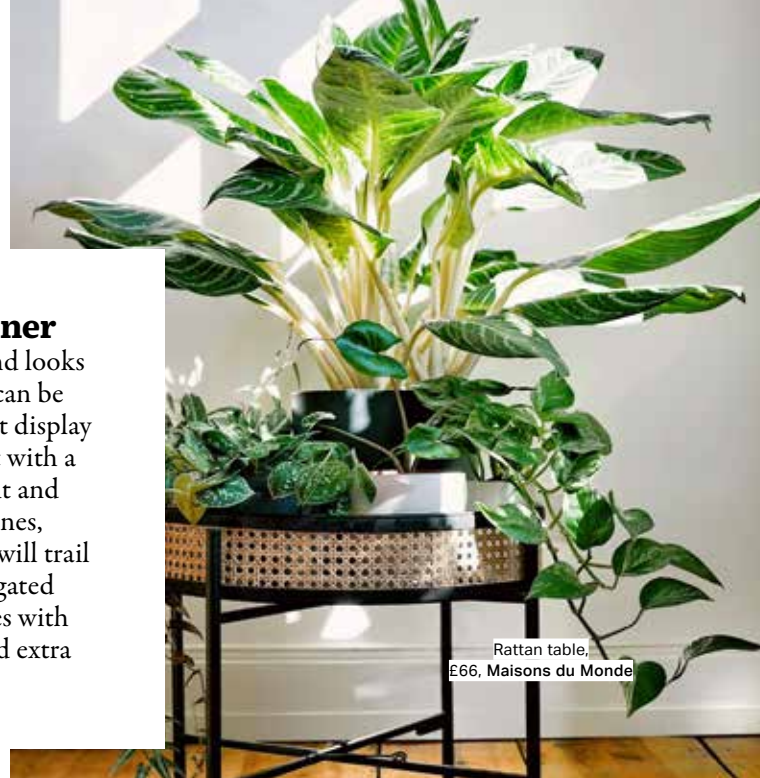 ner
nd looks
can be
t display
with a
t and
nes,
will trail
gated
es with
d extra
Rattan table,
£66, Maisons du Monde